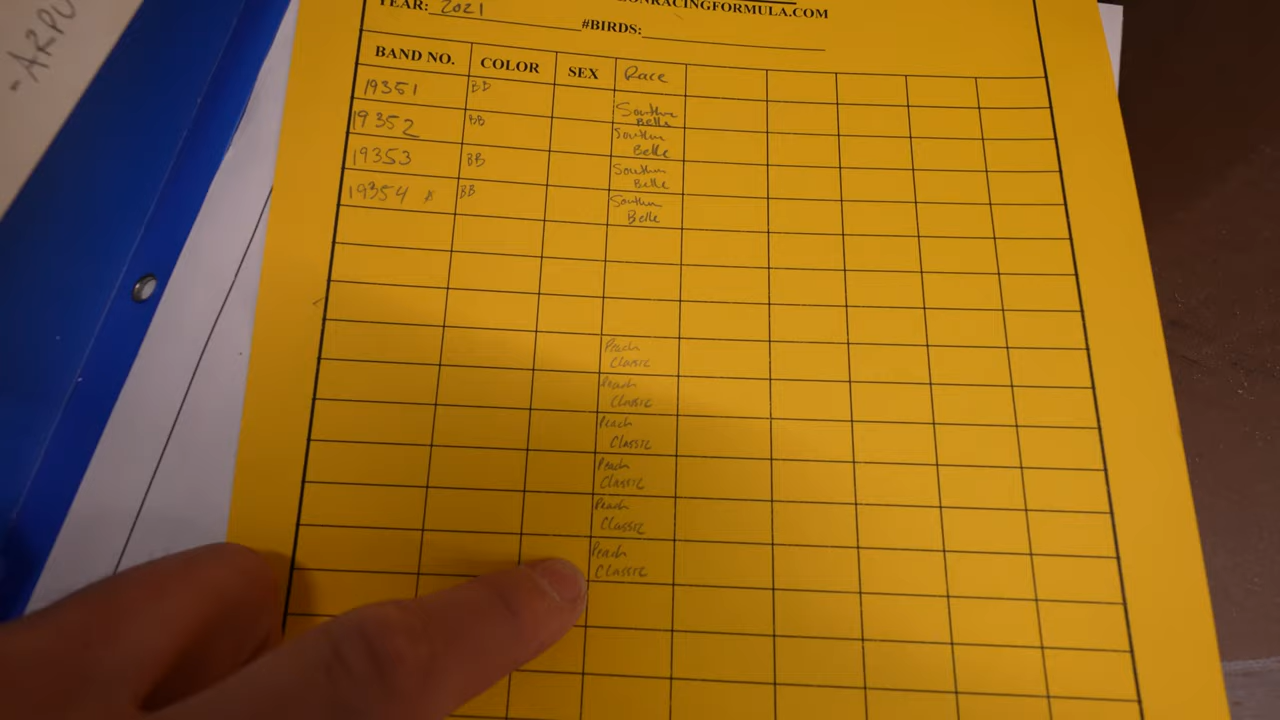 ONRACINGFORMULA.COM
YEAR: 2021
#BIRDS:
BAND NO. COLOR SEX Race
19351 BB Southern Belle
19352 BB Southern Belle
19353 BB Southern Belle
19354 BB Southern Belle
Peach Classic
Peach Classic
Peach Classic
Peach Classic
Peach Classic
Peach Classic